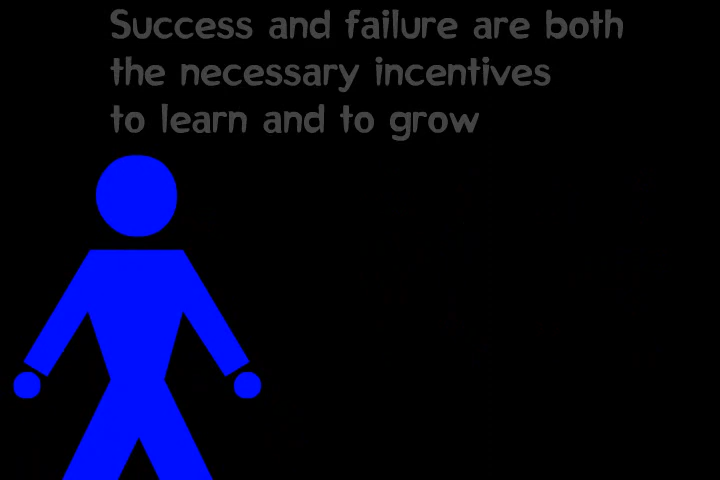 Success and failure are both
the necessary incentives
to learn and to grow